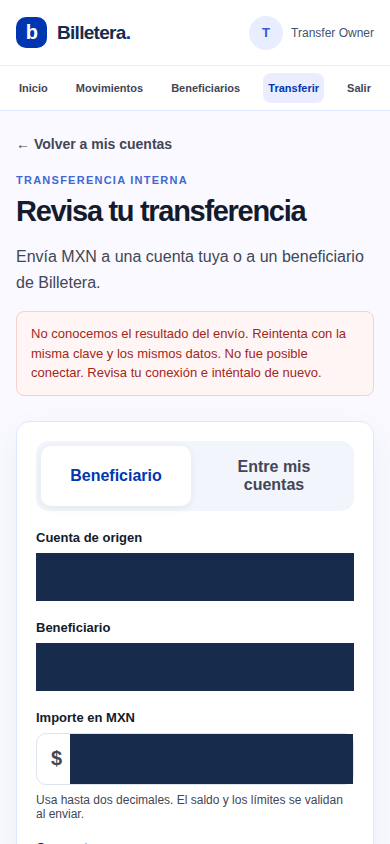 b Billetera.
T Transfer Owner
Inicio Movimientos Beneficiarios Transferir Salir
← Volver a mis cuentas
TRANSFERENCIA INTERNA
Revisa tu transferencia
Envía MXN a una cuenta tuya o a un beneficiario
de Billetera.
No conocemos el resultado del envío. Reintenta con la
misma clave y los mismos datos. No fue posible
conectar. Revisa tu conexión e inténtalo de nuevo.
Beneficiario
Entre mis
cuentas
Cuenta de origen
Beneficiario
Importe en MXN
$
Usa hasta dos decimales. El saldo y los límites se validan
al enviar.